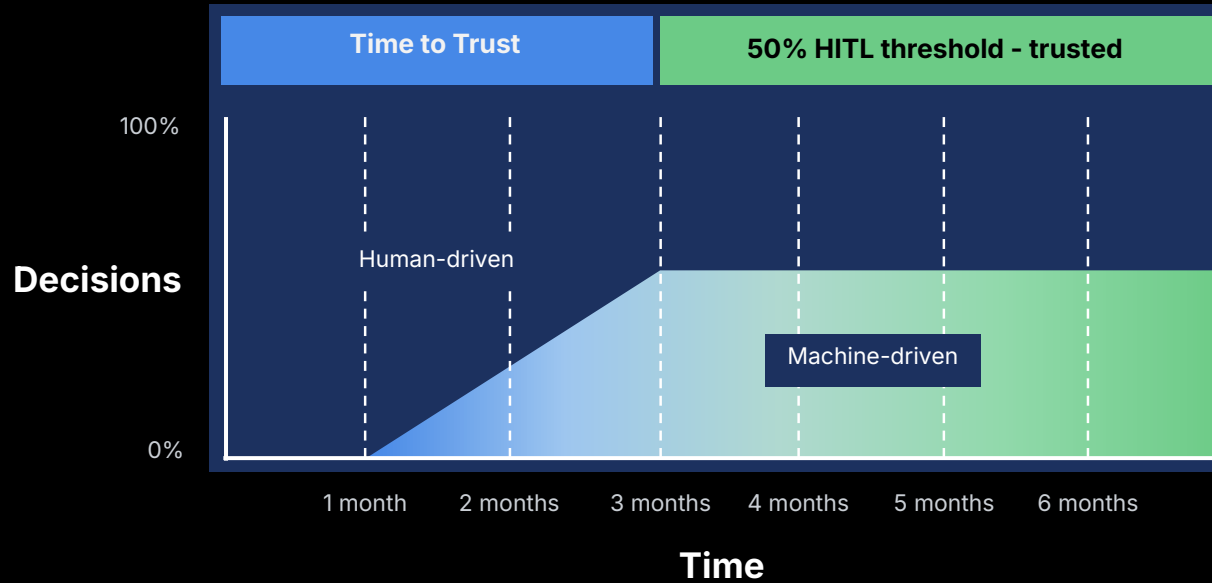 Time to Trust
50% HITL threshold - trusted
100%
Human-driven
Decisions
Machine-driven
0%
1 month
2 months
3 months
4 months
5 months
6 months
Time